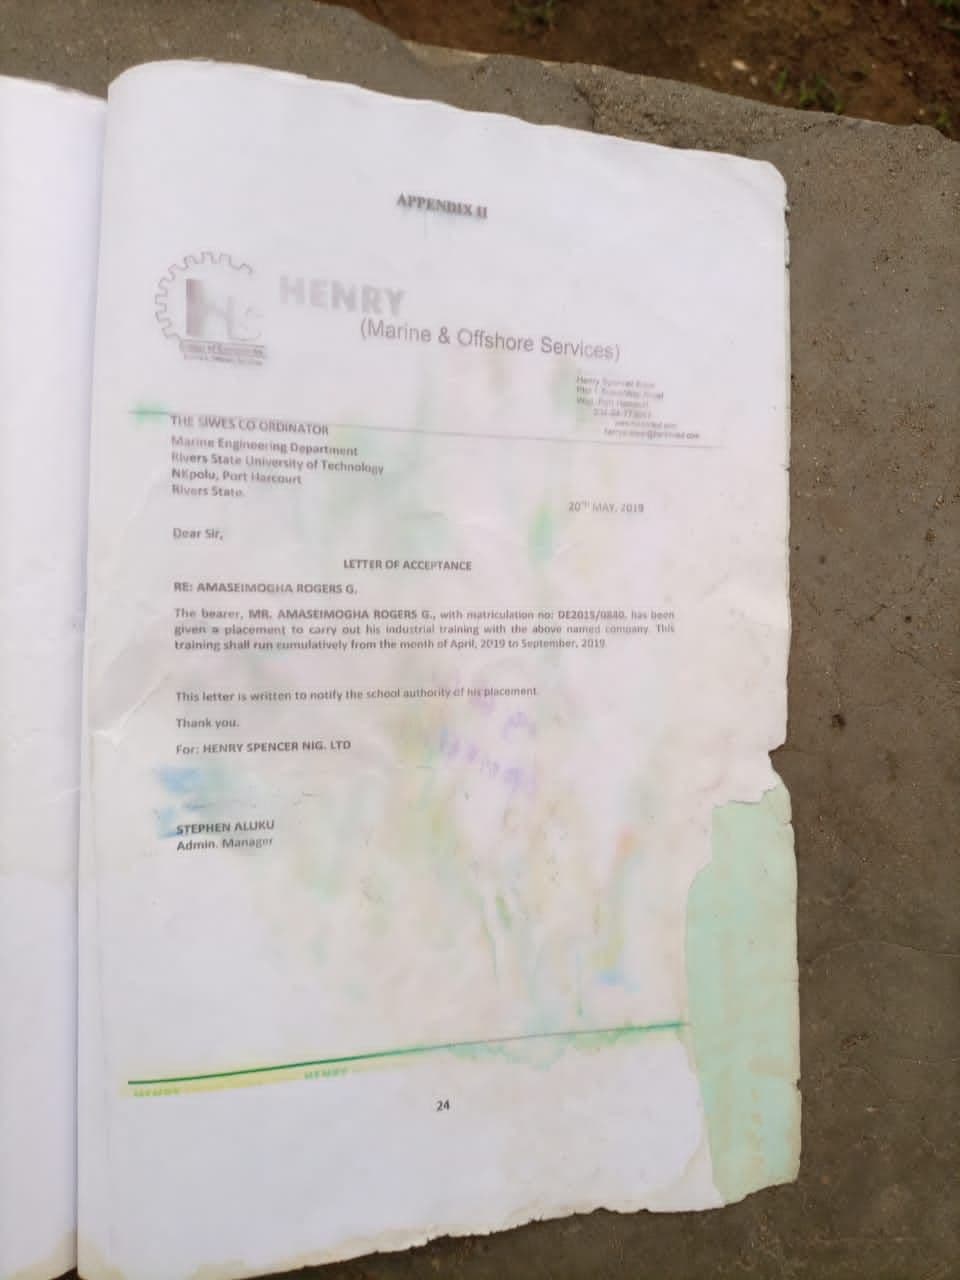 APPENDIX II
HENRY
(Marine & Offshore Services)
THE SIWES CO ORDINATOR
Marine Engineering Department
Rivers State University of Technology
NKpolu, Port Harcourt
Rivers State.
20TH MAY, 2019
Dear Sir,
LETTER OF ACCEPTANCE
RE: AMASEIMOGHA ROGERS G.
The bearer, MR. AMASEIMOGHA ROGERS G., with matriculation no: DE2015/0840, has been
given a placement to carry out his industrial training with the above named company. This
training shall run cumulatively from the month of April, 2019 to September, 2019
This letter is written to notify the school authority of his placement.
Thank you.
For: HENRY SPENCER NIG. LTD
STEPHEN ALUKU
Admin. Manager
HENRY
HENRY
24